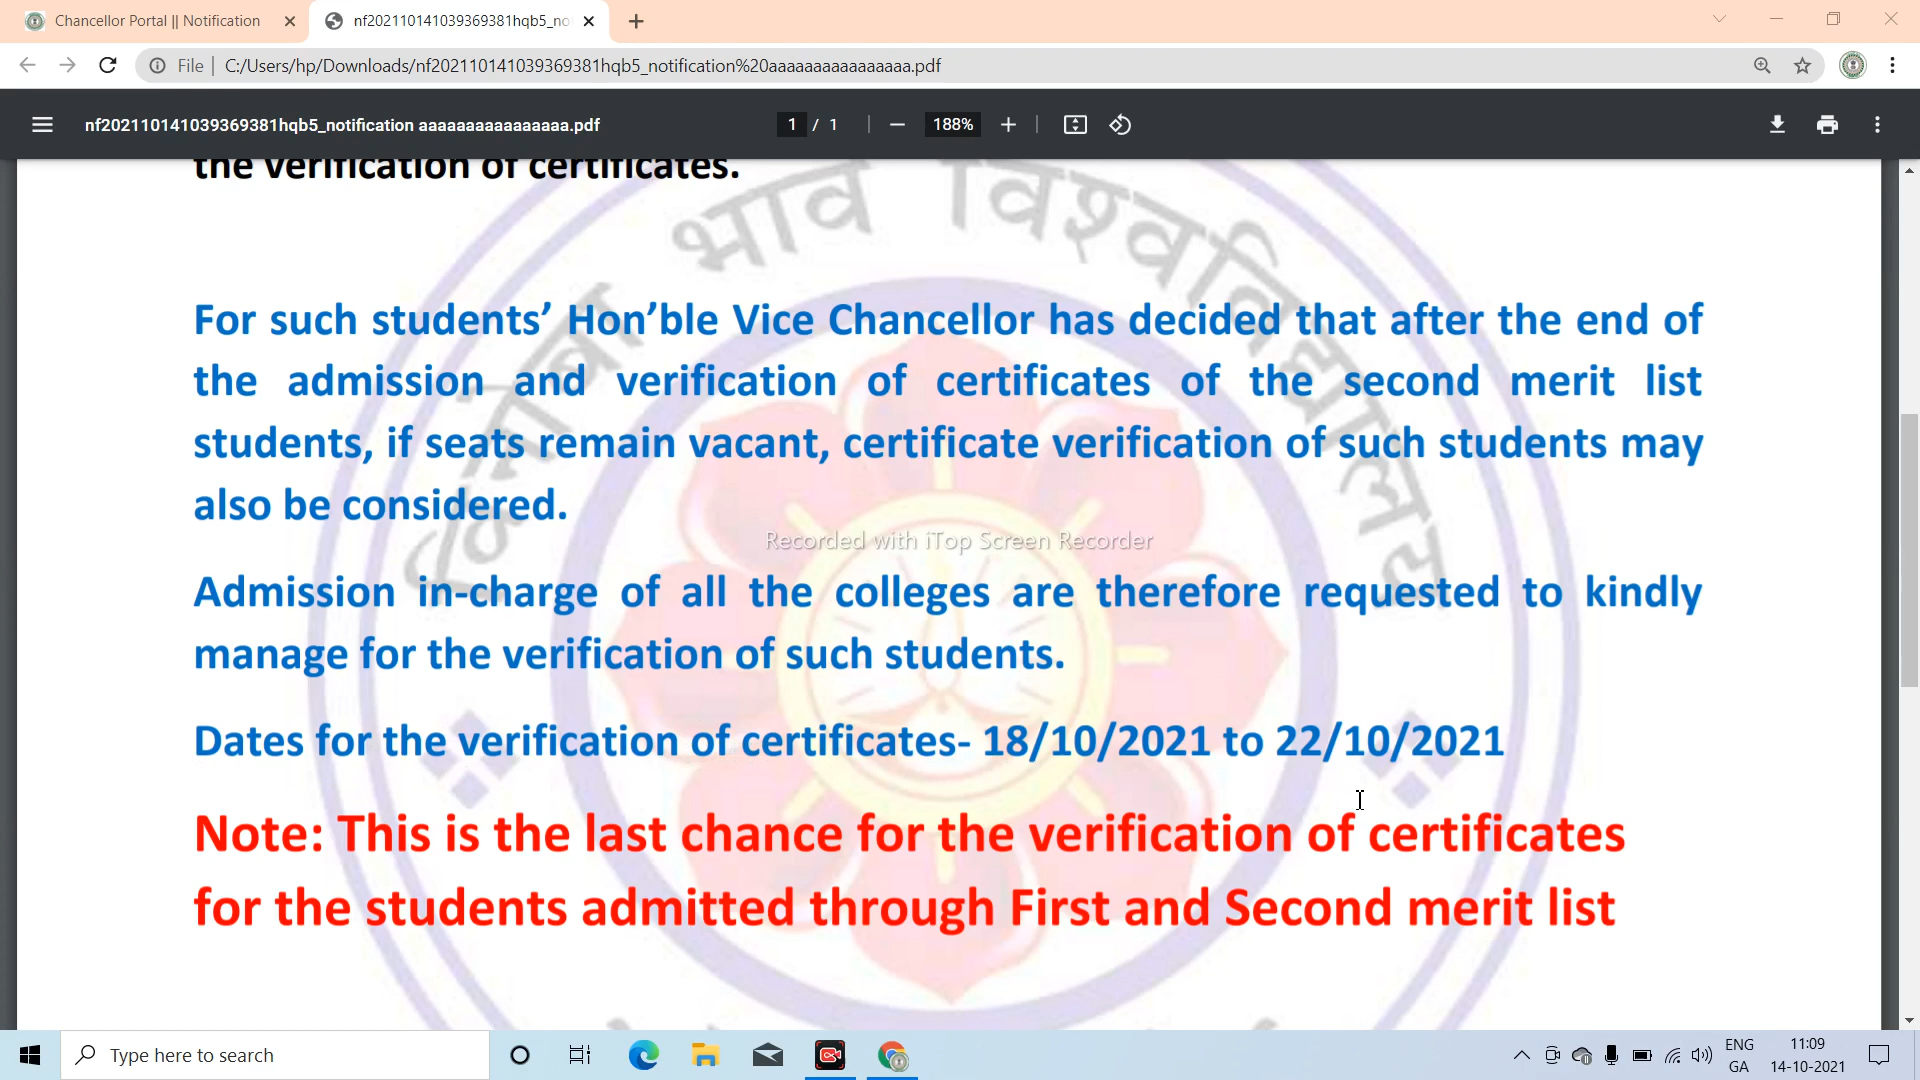 Chancellor Portal || Notification
nf202110141039369381hqb5_no
File
C:/Users/hp/Downloads/nf202110141039369381hqb5_notification%20aaaaaaaaaaaaaaaa.pdf
nf202110141039369381hqb5_notification aaaaaaaaaaaaaaaa.pdf
1 / 1
188%
the verification of certificates.
भावे विश्वविद्यालय
विनोबा
For such students’ Hon’ble Vice Chancellor has decided that after the end of
the admission and verification of certificates of the second merit list
students, if seats remain vacant, certificate verification of such students may
also be considered.
Recorded with iTop Screen Recorder
Admission in-charge of all the colleges are therefore requested to kindly
manage for the verification of such students.
Dates for the verification of certificates- 18/10/2021 to 22/10/2021
Note: This is the last chance for the verification of certificates
for the students admitted through First and Second merit list
Type here to search
ENG
GA
11:09
14-10-2021